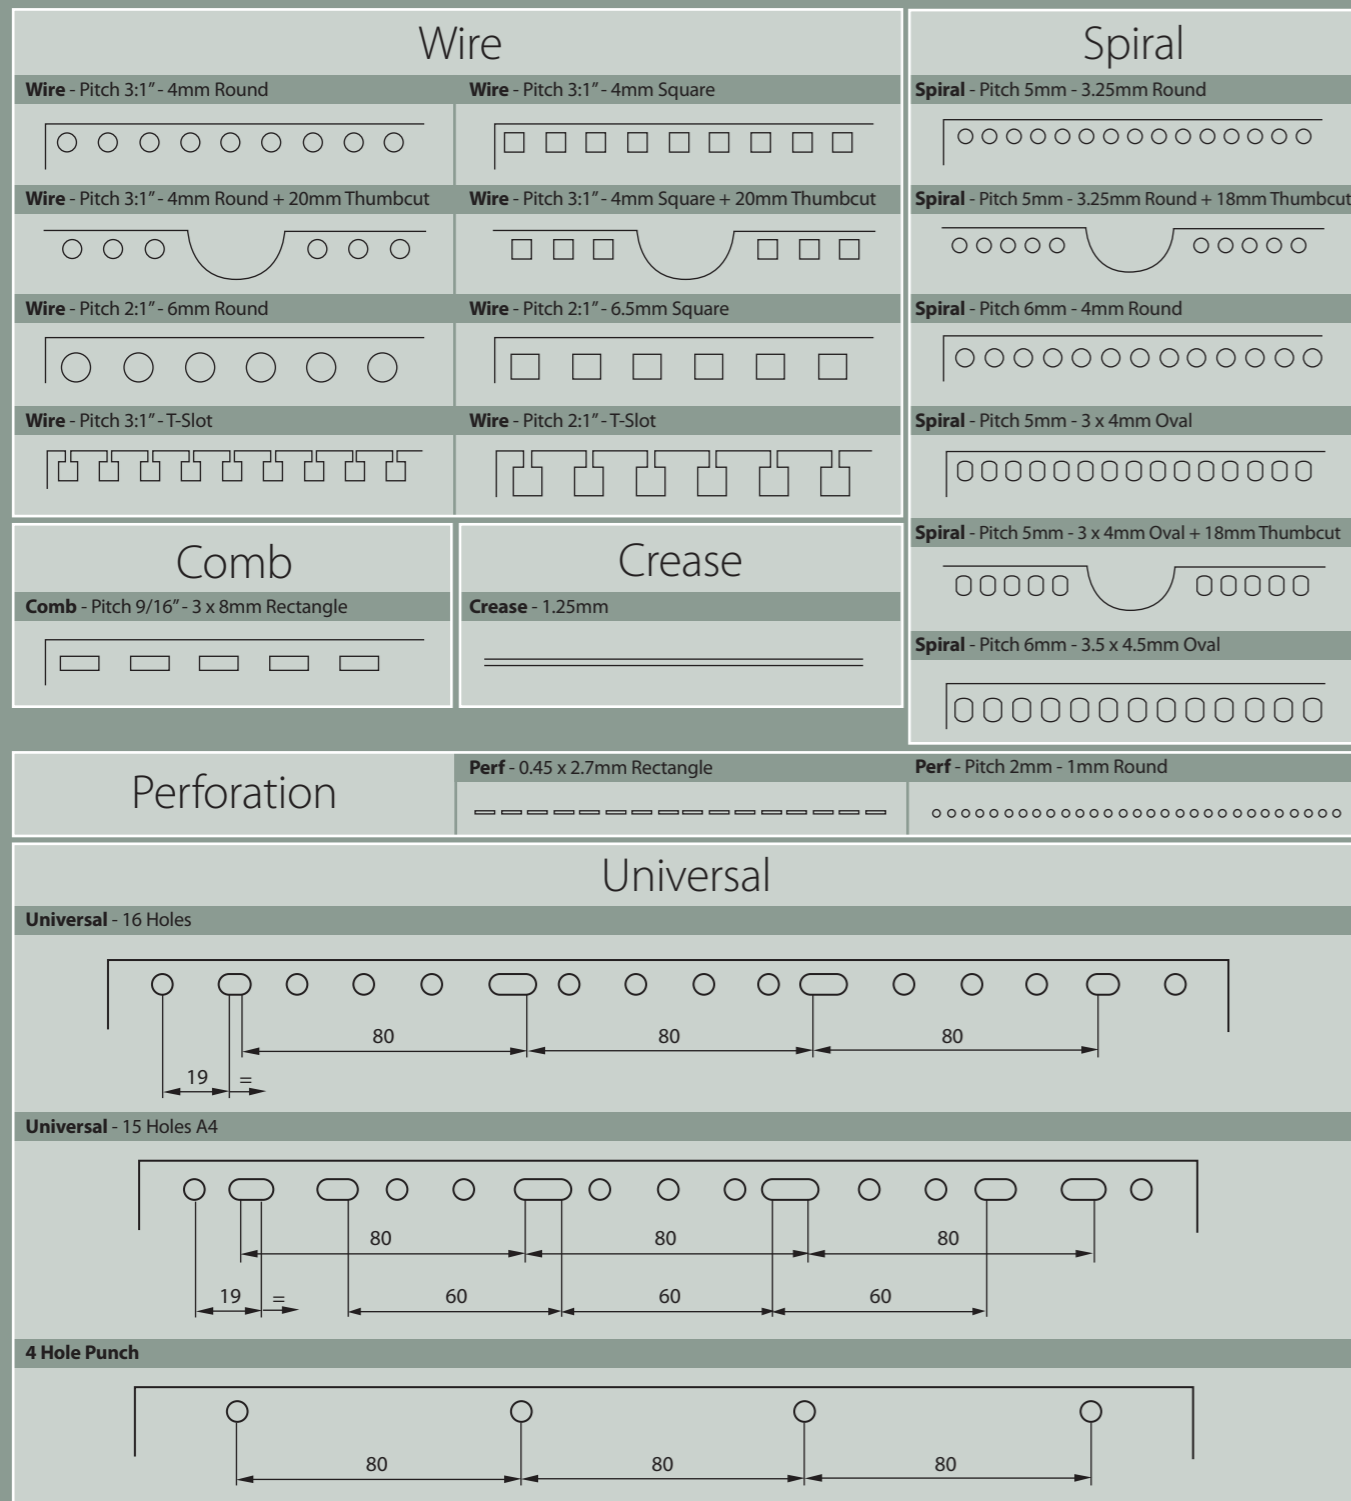 Wire
Wire - Pitch 3:1” - 4mm Round
Wire - Pitch 3:1” - 4mm Square
Wire - Pitch 3:1” - 4mm Round + 20mm Thumbcut
Wire - Pitch 3:1” - 4mm Square + 20mm Thumbcut
Wire - Pitch 2:1” - 6mm Round
Wire - Pitch 2:1” - 6.5mm Square
Wire - Pitch 3:1” - T-Slot
Wire - Pitch 2:1” - T-Slot
Spiral
Spiral - Pitch 5mm - 3.25mm Round
Spiral - Pitch 5mm - 3.25mm Round + 18mm Thumbcut
Spiral - Pitch 6mm - 4mm Round
Spiral - Pitch 5mm - 3 x 4mm Oval
Spiral - Pitch 5mm - 3 x 4mm Oval + 18mm Thumbcut
Spiral - Pitch 6mm - 3.5 x 4.5mm Oval
Comb
Comb - Pitch 9/16” - 3 x 8mm Rectangle
Crease
Crease - 1.25mm
Perforation
Perf - 0.45 x 2.7mm Rectangle
Perf - Pitch 2mm - 1mm Round
Universal
Universal - 16 Holes
80 80 80
19 =
Universal - 15 Holes A4
80 80 80
19 = 60 60 60
4 Hole Punch
80 80 80